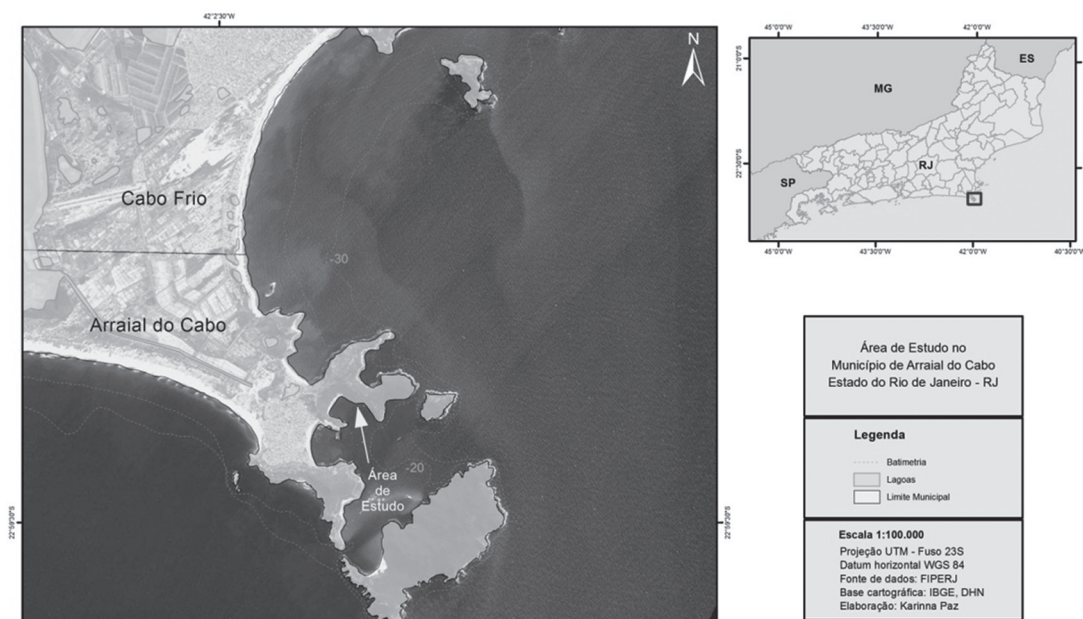 42°2'30"W
N
Cabo Frio
-30
Arraial do Cabo
-20
Área
de
Estudo
22°59'30"S
22°59'30"S
45°0'0"W
43°30'0"W
42°0'0"W
21°0'0"S
22°30'0"S
ES
MG
RJ
SP
45°0'0"W
43°30'0"W
42°0'0"W
40°30'0"W
Área de Estudo no
Município de Arraial do Cabo
Estado do Rio de Janeiro - RJ
Legenda
Batimetria
Lagoas
Limite Municipal
Escala 1:100.000
Projeção UTM - Fuso 23S
Datum horizontal WGS 84
Fonte de dados: FIPERJ
Base cartográfica: IBGE, DHN
Elaboração: Karinna Paz